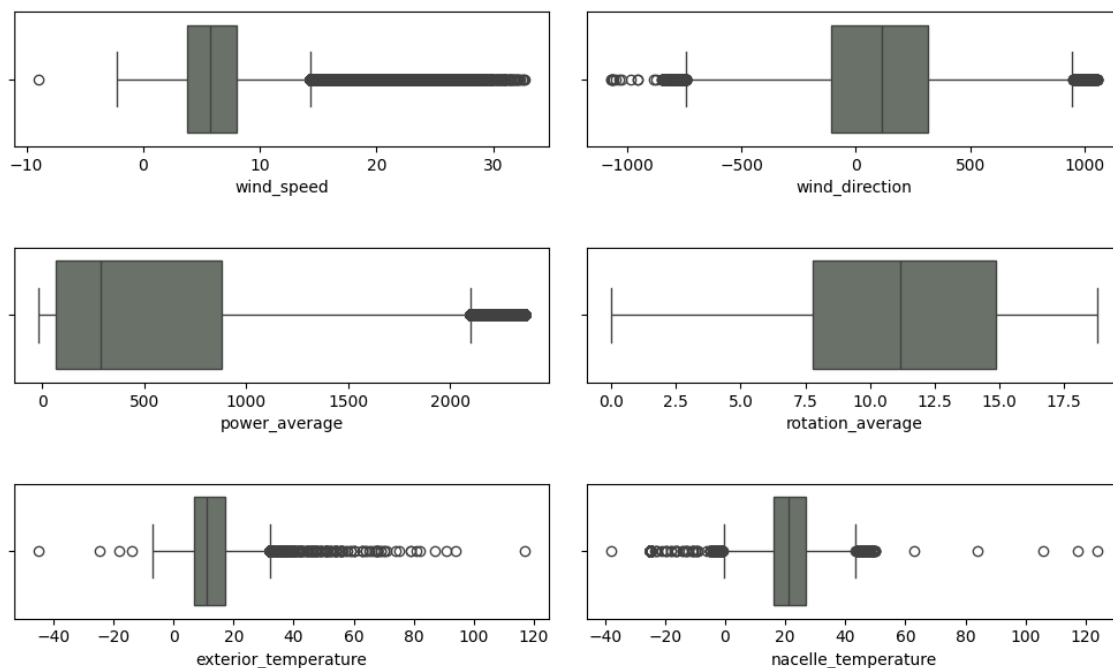 −10 0 10 20 30
wind_speed
−1000 −500 0 500 1000
wind_direction
0 500 1000 1500 2000
power_average
0.0 2.5 5.0 7.5 10.0 12.5 15.0 17.5
rotation_average
−40 −20 0 20 40 60 80 100 120
exterior_temperature
−40 −20 0 20 40 60 80 100 120
nacelle_temperature